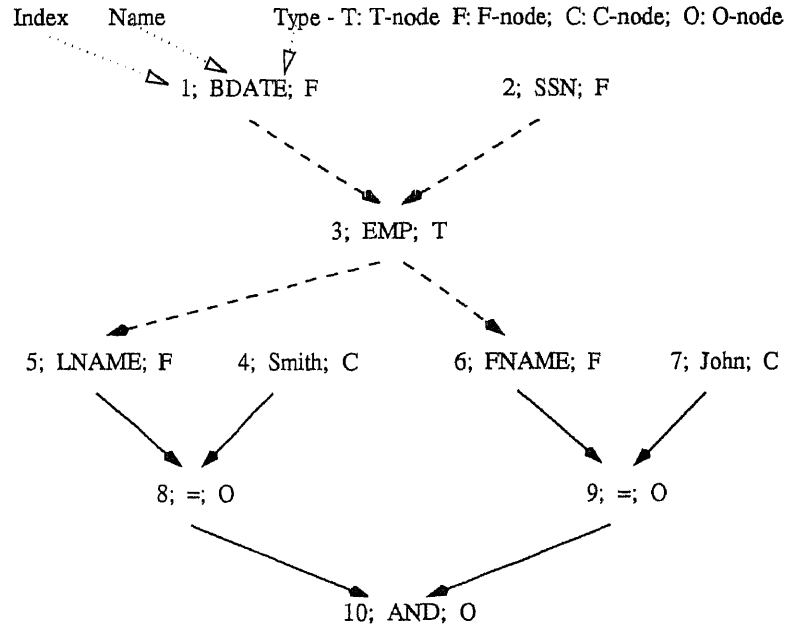 Index Name Type - T: T-node F: F-node; C: C-node; O: O-node
1; BDATE; F 2; SSN; F
3; EMP; T
5; LNAME; F 4; Smith; C 6; FNAME; F 7; John; C
8; =; O 9; =; O
10; AND; O